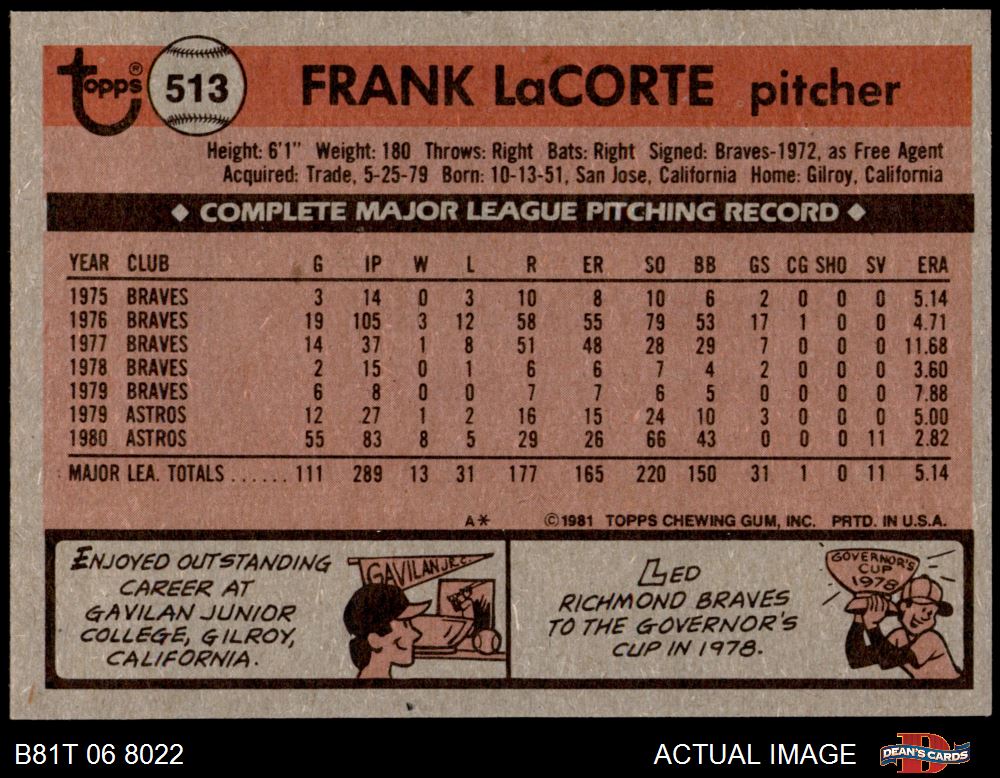 Topps® 513 FRANK LaCORTE pitcher
Height: 6'1" Weight: 180 Throws: Right Bats: Right Signed: Braves-1972, as Free Agent
Acquired: Trade, 5-25-79 Born: 10-13-51, San Jose, California Home: Gilroy, California
◆ COMPLETE MAJOR LEAGUE PITCHING RECORD ◆
YEAR CLUB G IP W L R ER SO BB GS CG SHO SV ERA
1975 BRAVES 3 14 0 3 10 8 10 6 2 0 0 0 5.14
1976 BRAVES 19 105 3 12 58 55 79 53 17 1 0 0 4.71
1977 BRAVES 14 37 1 8 51 48 28 29 7 0 0 0 11.68
1978 BRAVES 2 15 0 1 6 6 7 4 2 0 0 0 3.60
1979 BRAVES 6 8 0 0 7 7 6 5 0 0 0 0 7.88
1979 ASTROS 12 27 1 2 16 15 24 10 3 0 0 0 5.00
1980 ASTROS 55 83 8 5 29 26 66 43 0 0 0 11 2.82
MAJOR LEA. TOTALS ...... 111 289 13 31 177 165 220 150 31 1 0 11 5.14
A* ©1981 TOPPS CHEWING GUM, INC. PRTD. IN U.S.A.
ENJOYED OUTSTANDING
CAREER AT
GAVILAN JUNIOR
COLLEGE, GILROY,
CALIFORNIA.
GAVILAN JR. C.
LED
RICHMOND BRAVES
TO THE GOVERNOR'S
CUP IN 1978.
GOVERNOR'S
CUP
1978
B81T 06 8022 ACTUAL IMAGE DEAN'S CARDS